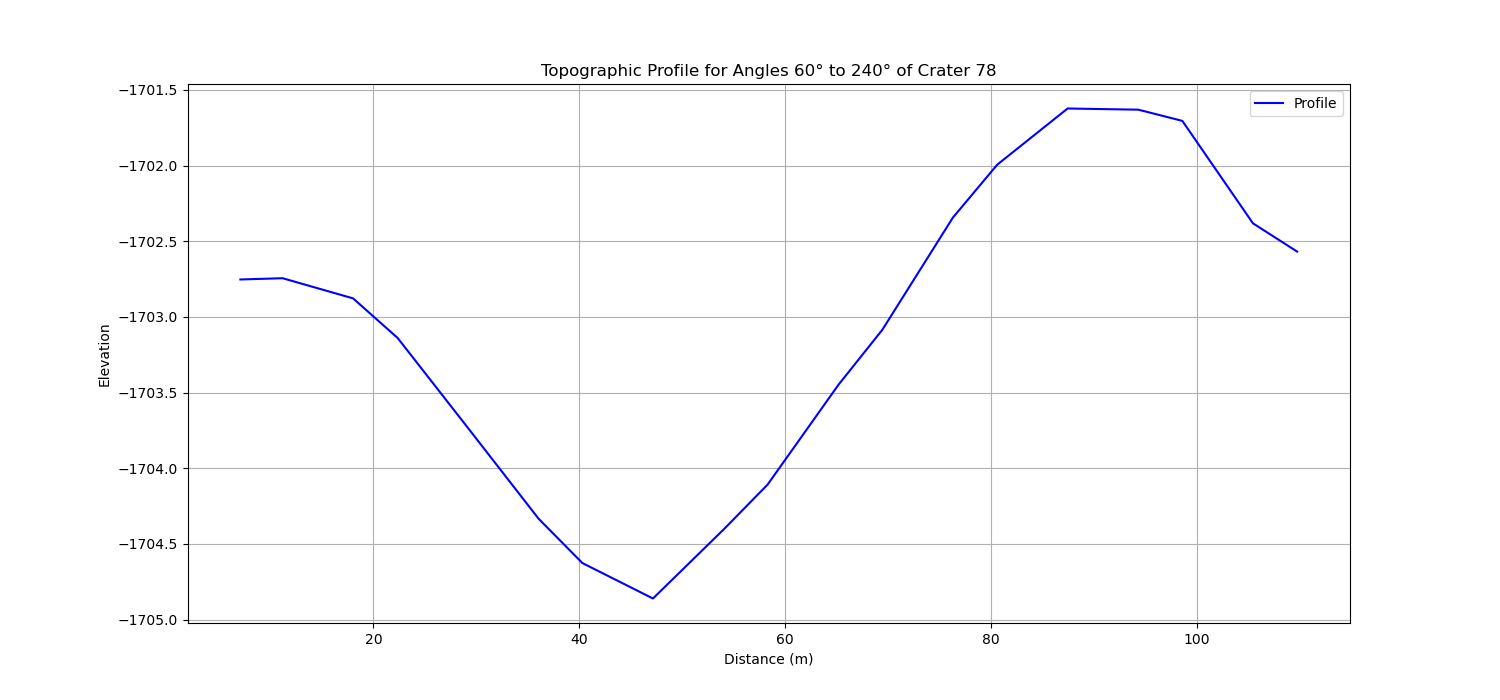 Topographic Profile for Angles 60° to 240° of Crater 78
Profile
Elevation
−1701.5
−1702.0
−1702.5
−1703.0
−1703.5
−1704.0
−1704.5
−1705.0
20 40 60 80 100
Distance (m)